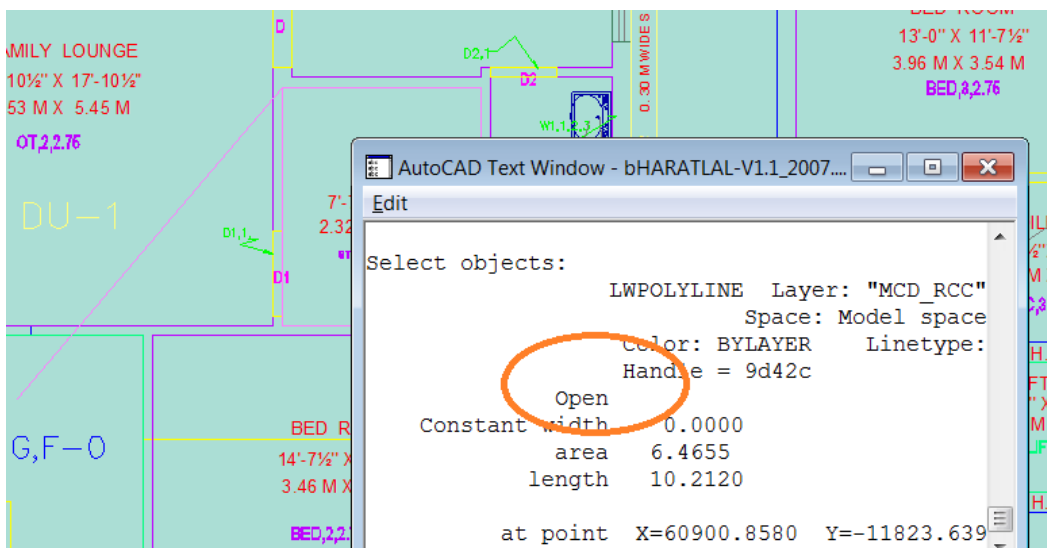 AMILY LOUNGE
10½" X 17'-10½"
53 M X 5.45 M
OT,2,2.75
DU-1
G,F-0
D
D2,1
D2
W1,1,2,3
0.30 M WIDE S
BED ROOM
13'-0" X 11'-7½"
3.96 M X 3.54 M
BED,3,2.75
D1,1,
D1
7'-
2.32
BED R
14'-7½" X
3.46 M X
BED,2,2.
AutoCAD Text Window - bHARATLAL-V1.1_2007....
Edit
Select objects:
LWPOLYLINE Layer: "MCD_RCC"
Space: Model space
Color: BYLAYER Linetype:
Handle = 9d42c
Open
Constant width 0.0000
area 6.4655
length 10.2120
at point X=60900.8580 Y=-11823.639